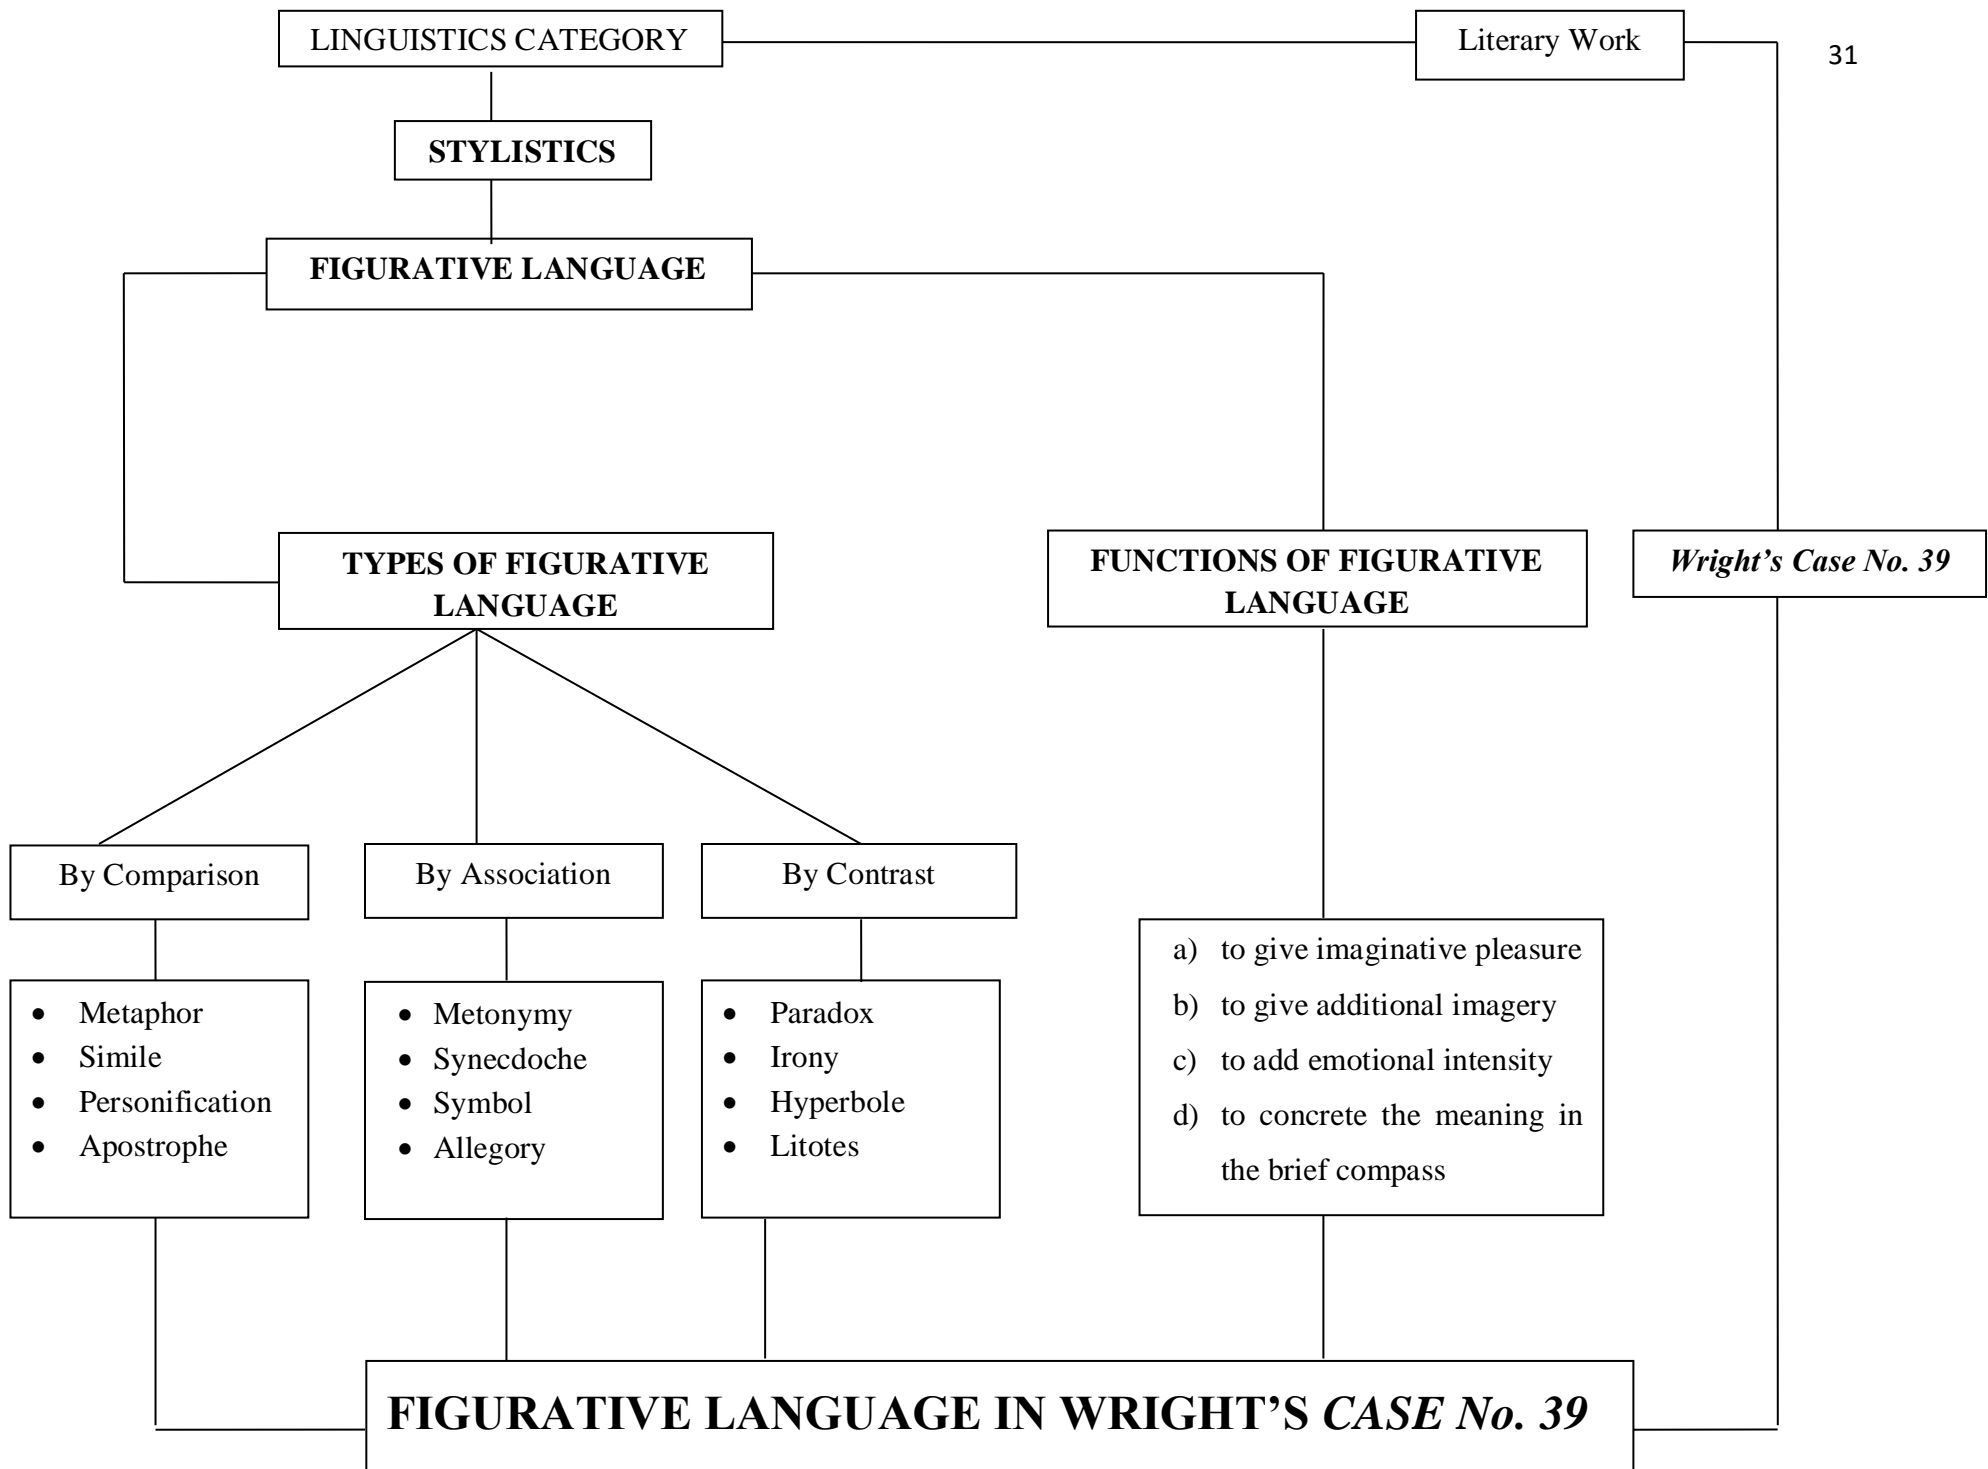 LINGUISTICS CATEGORY
Literary Work
31
STYLISTICS
FIGURATIVE LANGUAGE
TYPES OF FIGURATIVE
LANGUAGE
FUNCTIONS OF FIGURATIVE
LANGUAGE
Wright’s Case No. 39
By Comparison
By Association
By Contrast
• Metaphor
• Simile
• Personification
• Apostrophe
• Metonymy
• Synecdoche
• Symbol
• Allegory
• Paradox
• Irony
• Hyperbole
• Litotes
a) to give imaginative pleasure
b) to give additional imagery
c) to add emotional intensity
d) to concrete the meaning in
the brief compass
FIGURATIVE LANGUAGE IN WRIGHT’S CASE No. 39